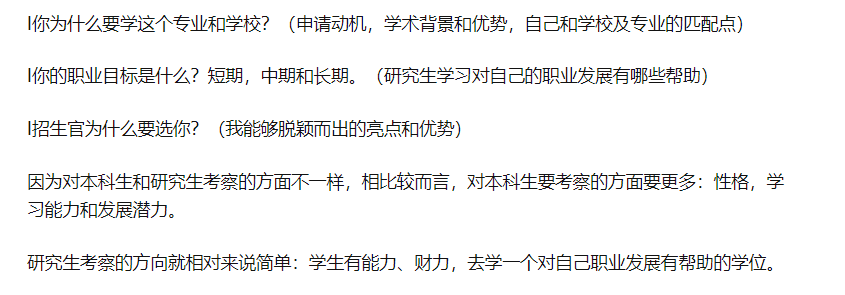 l你为什么要学这个专业和学校？（申请动机，学术背景和优势，自己和学校及专业的匹配点）
l你的职业目标是什么？短期，中期和长期。（研究生学习对自己的职业发展有哪些帮助）
l招生官为什么要选你？（我能够脱颖而出的亮点和优势）
因为对本科生和研究生考察的方面不一样，相比较而言，对本科生要考察的方面要更多：性格，学
习能力和发展潜力。
研究生考察的方向就相对来说简单：学生有能力、财力，去学一个对自己职业发展有帮助的学位。